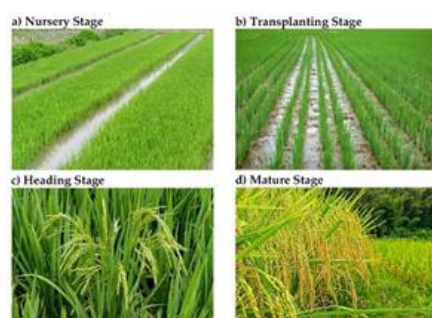 a) Nursery Stage
b) Transplanting Stage
c) Heading Stage
d) Mature Stage